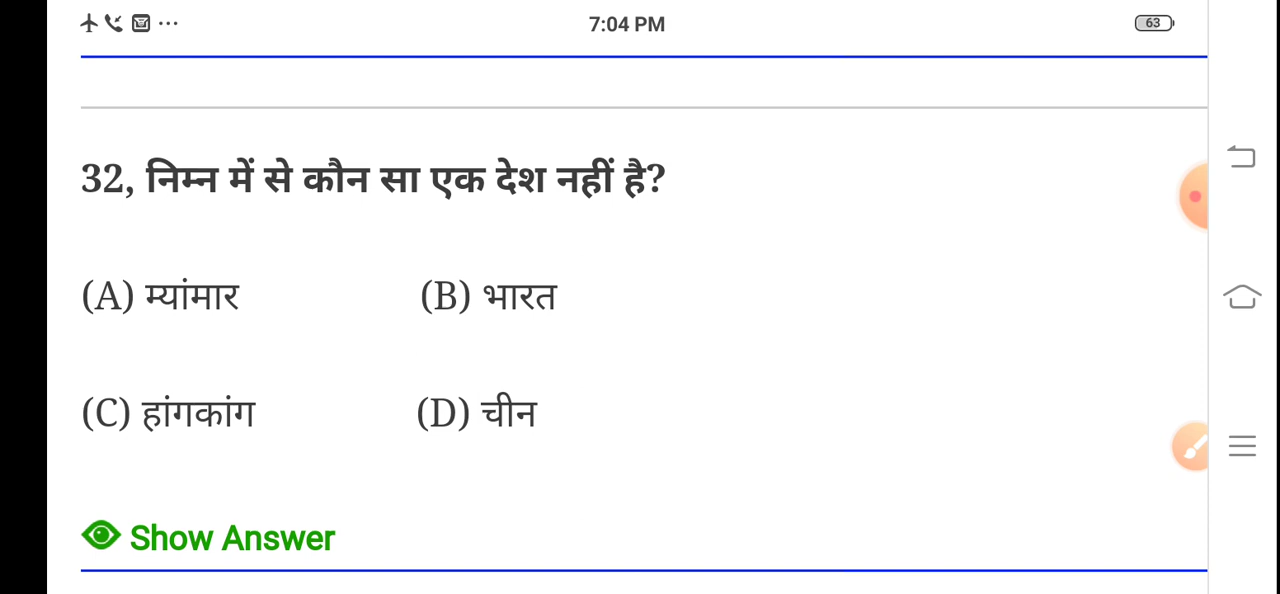 7:04 PM
63
32, निम्न में से कौन सा एक देश नहीं है?
(A) म्यांमार (B) भारत
(C) हांगकांग (D) चीन
Show Answer